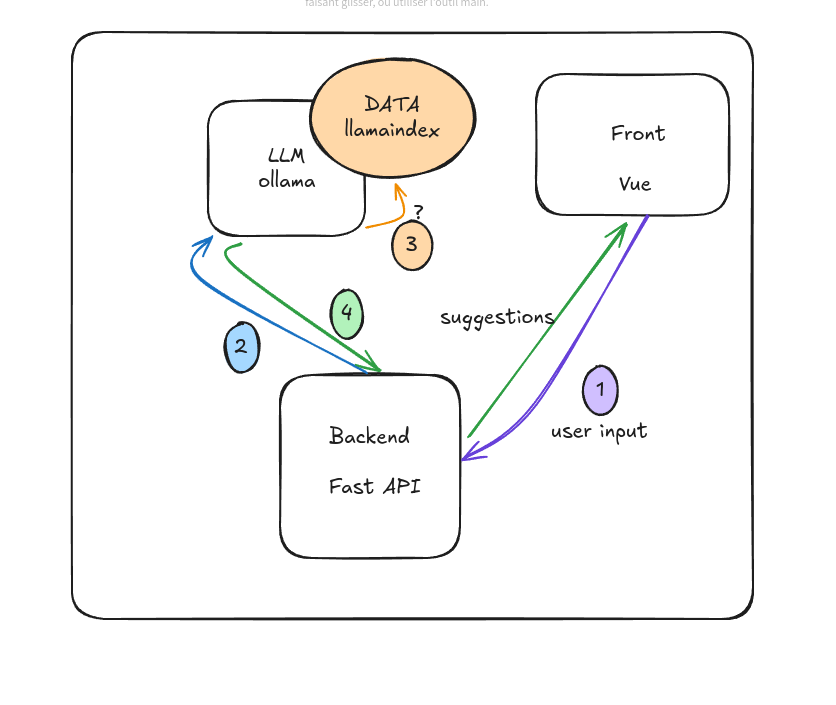 faisant glisser, ou utiliser l'outil main.
DATA
llamaindex
LLM
ollama
Front
Vue
?
3
4
2
suggestions
1
user input
Backend
Fast API